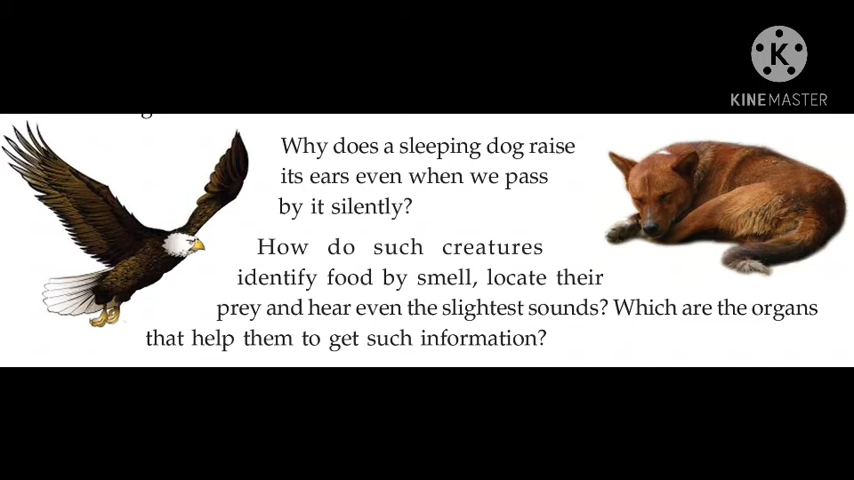 KINEMASTER
Why does a sleeping dog raise
its ears even when we pass
by it silently?
How do such creatures
identify food by smell, locate their
prey and hear even the slightest sounds? Which are the organs
that help them to get such information?